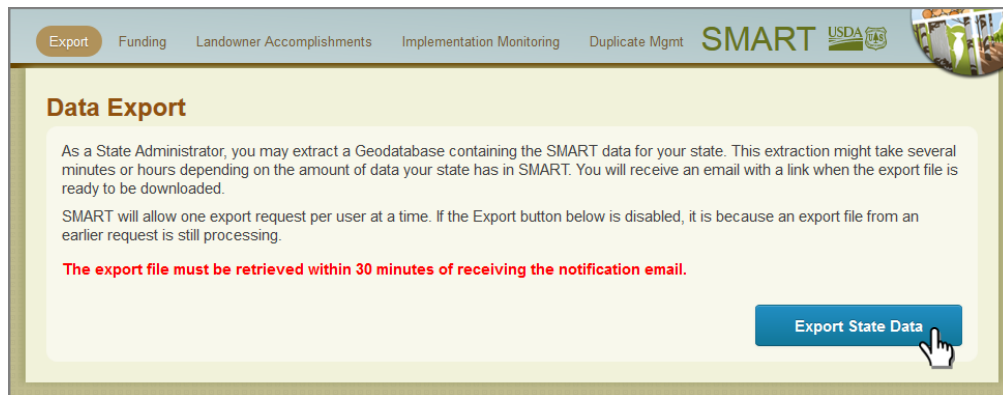 Export Funding Landowner Accomplishments Implementation Monitoring Duplicate Mgmt SMART USDA UAS
Data Export
As a State Administrator, you may extract a Geodatabase containing the SMART data for your state. This extraction might take several
minutes or hours depending on the amount of data your state has in SMART. You will receive an email with a link when the export file is
ready to be downloaded.
SMART will allow one export request per user at a time. If the Export button below is disabled, it is because an export file from an
earlier request is still processing.
The export file must be retrieved within 30 minutes of receiving the notification email.
Export State Data